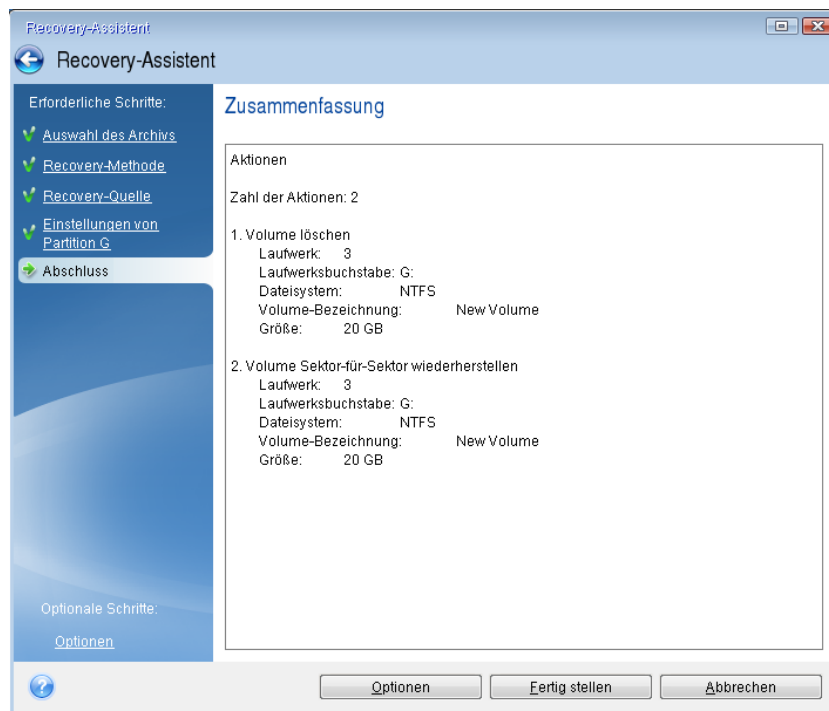 Recovery-Assistent
Recovery-Assistent
Erforderliche Schritte:
Auswahl des Archivs
Recovery-Methode
Recovery-Quelle
Einstellungen von
Partition G
Abschluss
Optionale Schritte:
Optionen
Zusammenfassung
Aktionen
Zahl der Aktionen: 2
1. Volume löschen
Laufwerk: 3
Laufwerksbuchstabe: G:
Dateisystem: NTFS
Volume-Bezeichnung: New Volume
Größe: 20 GB
2. Volume Sektor-für-Sektor wiederherstellen
Laufwerk: 3
Laufwerksbuchstabe: G:
Dateisystem: NTFS
Volume-Bezeichnung: New Volume
Größe: 20 GB
Optionen Fertig stellen Abbrechen